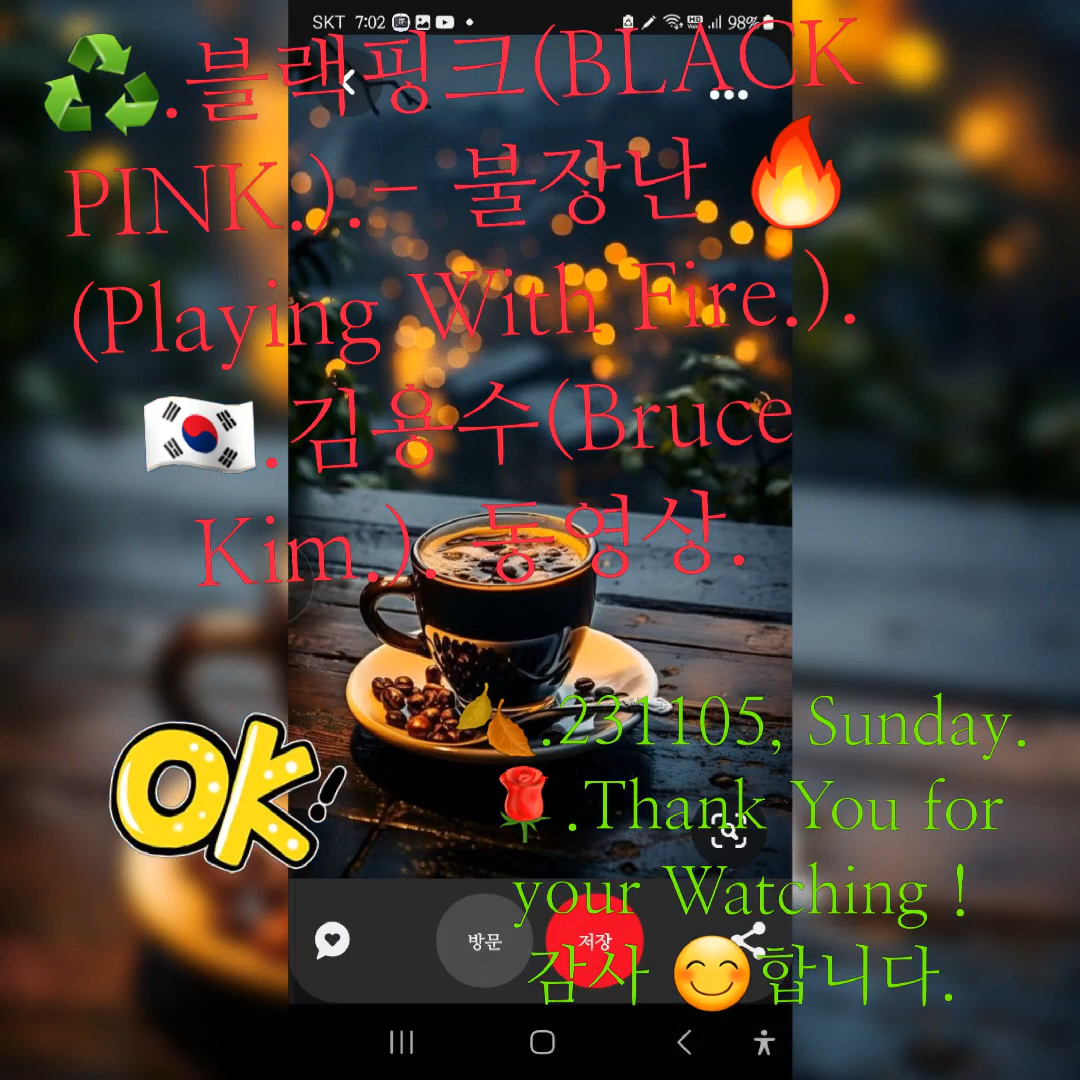 SKT 7:02 98%
♻️.블랙핑크(BLACK
PINK.). - 불장난 🔥
(Playing With Fire.).
🇰🇷.김용수(Bruce
Kim.). 동영상.
OK!
🍂.231105, Sunday.
🌹.Thank You for
your Watching !
감사 😊합니다.
방문
저장